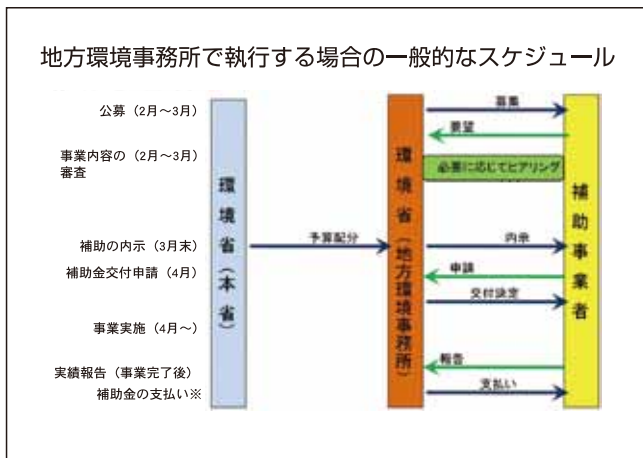 地方環境事務所で執行する場合の一般的なスケジュール
公募（2月～3月）
募集
要望
事業内容の（2月～3月）
審査
必要に応じてヒアリング
環境省（本省）
環境省（地方環境事務所）
補助事業者
補助の内示（3月末）
予算配分
内示
補助金交付申請（4月）
申請
交付決定
事業実施（4月～）
報告
実績報告（事業完了後）
補助金の支払い※
支払い